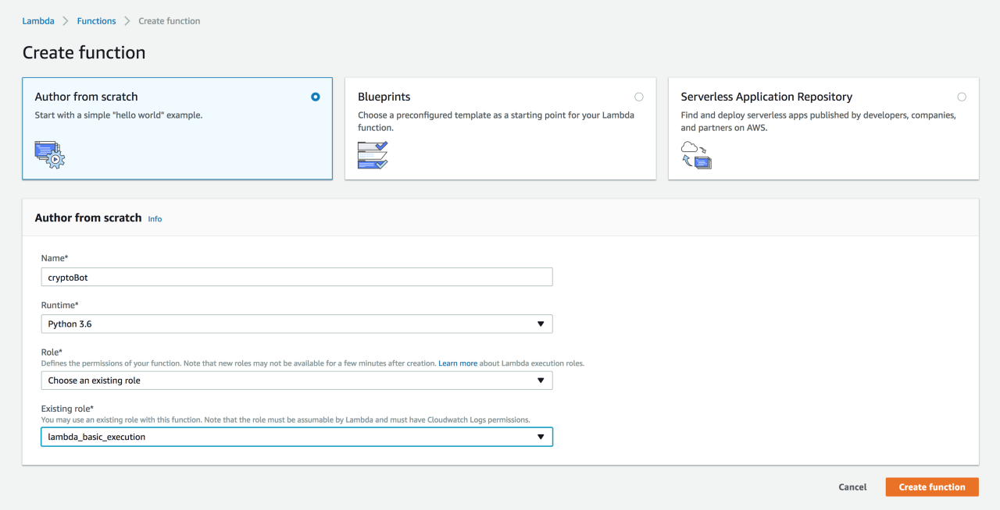 Lambda > Functions > Create function
Create function
Author from scratch
Start with a simple "hello world" example.
Blueprints
Choose a preconfigured template as a starting point for your Lambda
function.
Serverless Application Repository
Find and deploy serverless apps published by developers, companies,
and partners on AWS.
Author from scratch Info
Name*
cryptoBot
Runtime*
Python 3.6
Role*
Defines the permissions of your function. Note that new roles may not be available for a few minutes after creation. Learn more about Lambda execution roles.
Choose an existing role
Existing role*
You may use an existing role with this function. Note that the role must be assumable by Lambda and must have Cloudwatch Logs permissions.
lambda_basic_execution
Cancel
Create function